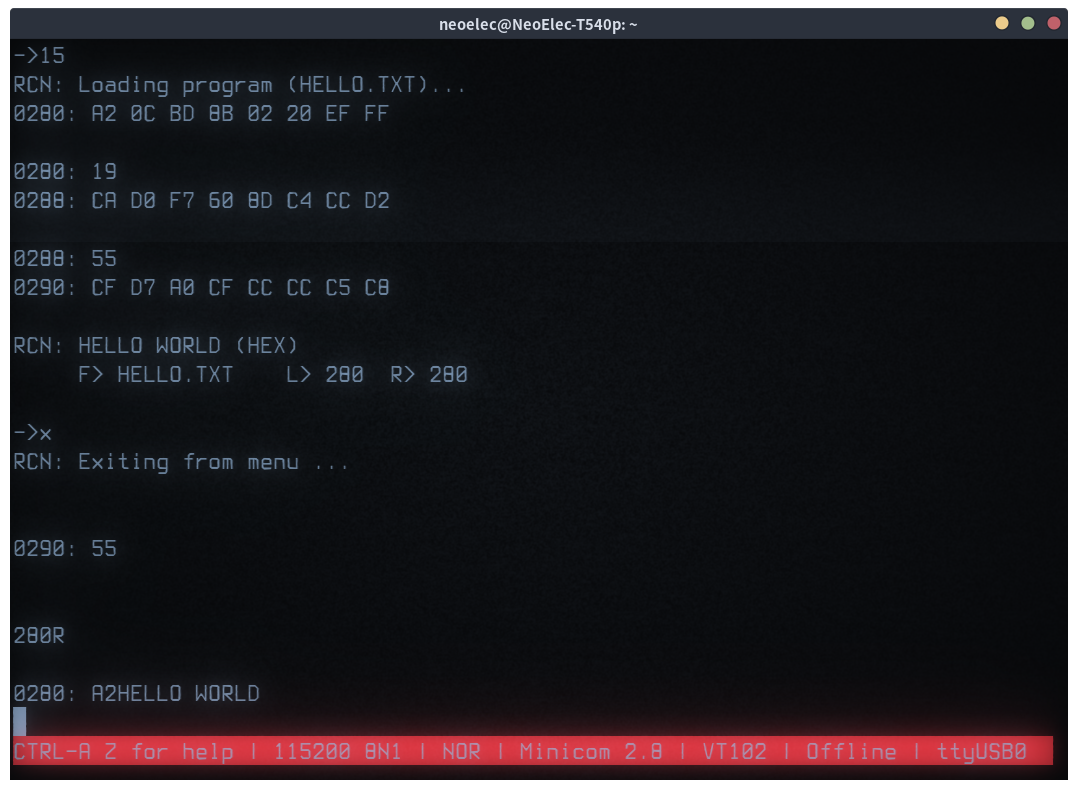 neoelec@NeoElec-T540p: ~
->15
RCN: Loading program (HELLO.TXT)...
0280: A2 0C BD 8B 02 20 EF FF
0280: 19
0288: CA D0 F7 60 8D C4 CC D2
0288: 55
0290: CF D7 A0 CF CC CC C5 C8
RCN: HELLO WORLD (HEX)
F> HELLO.TXT    L> 280  R> 280
->x
RCN: Exiting from menu ...
0290: 55
280R
0280: A2HELLO WORLD
CTRL-A Z for help | 115200 8N1 | NOR | Minicom 2.8 | VT102 | Offline | ttyUSB0